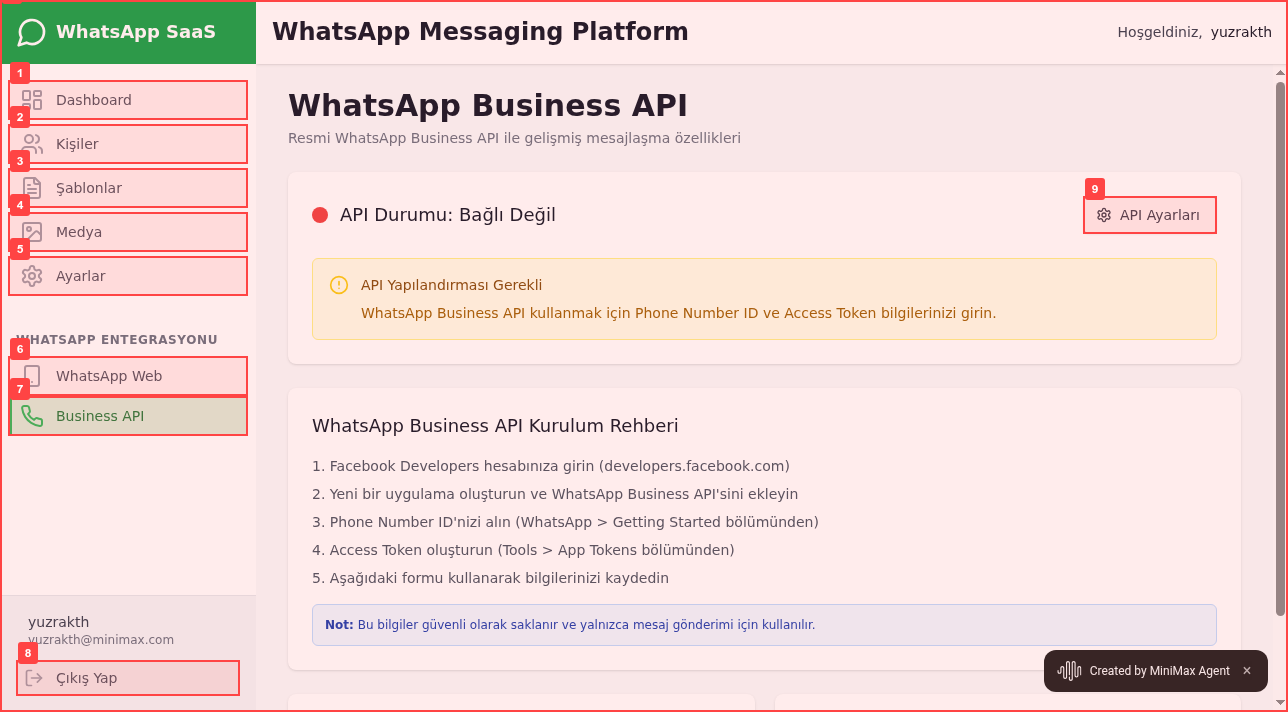 WhatsApp SaaS
WhatsApp Messaging Platform
Hoşgeldiniz, yuzrakth
1
Dashboard
2
Kişiler
3
Şablonlar
4
Medya
5
Ayarlar
WHATSAPP ENTEGRASYONU
6
WhatsApp Web
7
Business API
yuzrakth
yuzrakth@minimax.com
8
Çıkış Yap
WhatsApp Business API
Resmi WhatsApp Business API ile gelişmiş mesajlaşma özellikleri
API Durumu: Bağlı Değil
9
API Ayarları
API Yapılandırması Gerekli
WhatsApp Business API kullanmak için Phone Number ID ve Access Token bilgilerinizi girin.
WhatsApp Business API Kurulum Rehberi
1. Facebook Developers hesabınıza girin (developers.facebook.com)
2. Yeni bir uygulama oluşturun ve WhatsApp Business API'sini ekleyin
3. Phone Number ID'nizi alın (WhatsApp > Getting Started bölümünden)
4. Access Token oluşturun (Tools > App Tokens bölümünden)
5. Aşağıdaki formu kullanarak bilgilerinizi kaydedin
Not: Bu bilgiler güvenli olarak saklanır ve yalnızca mesaj gönderimi için kullanılır.
Created by MiniMax Agent ×